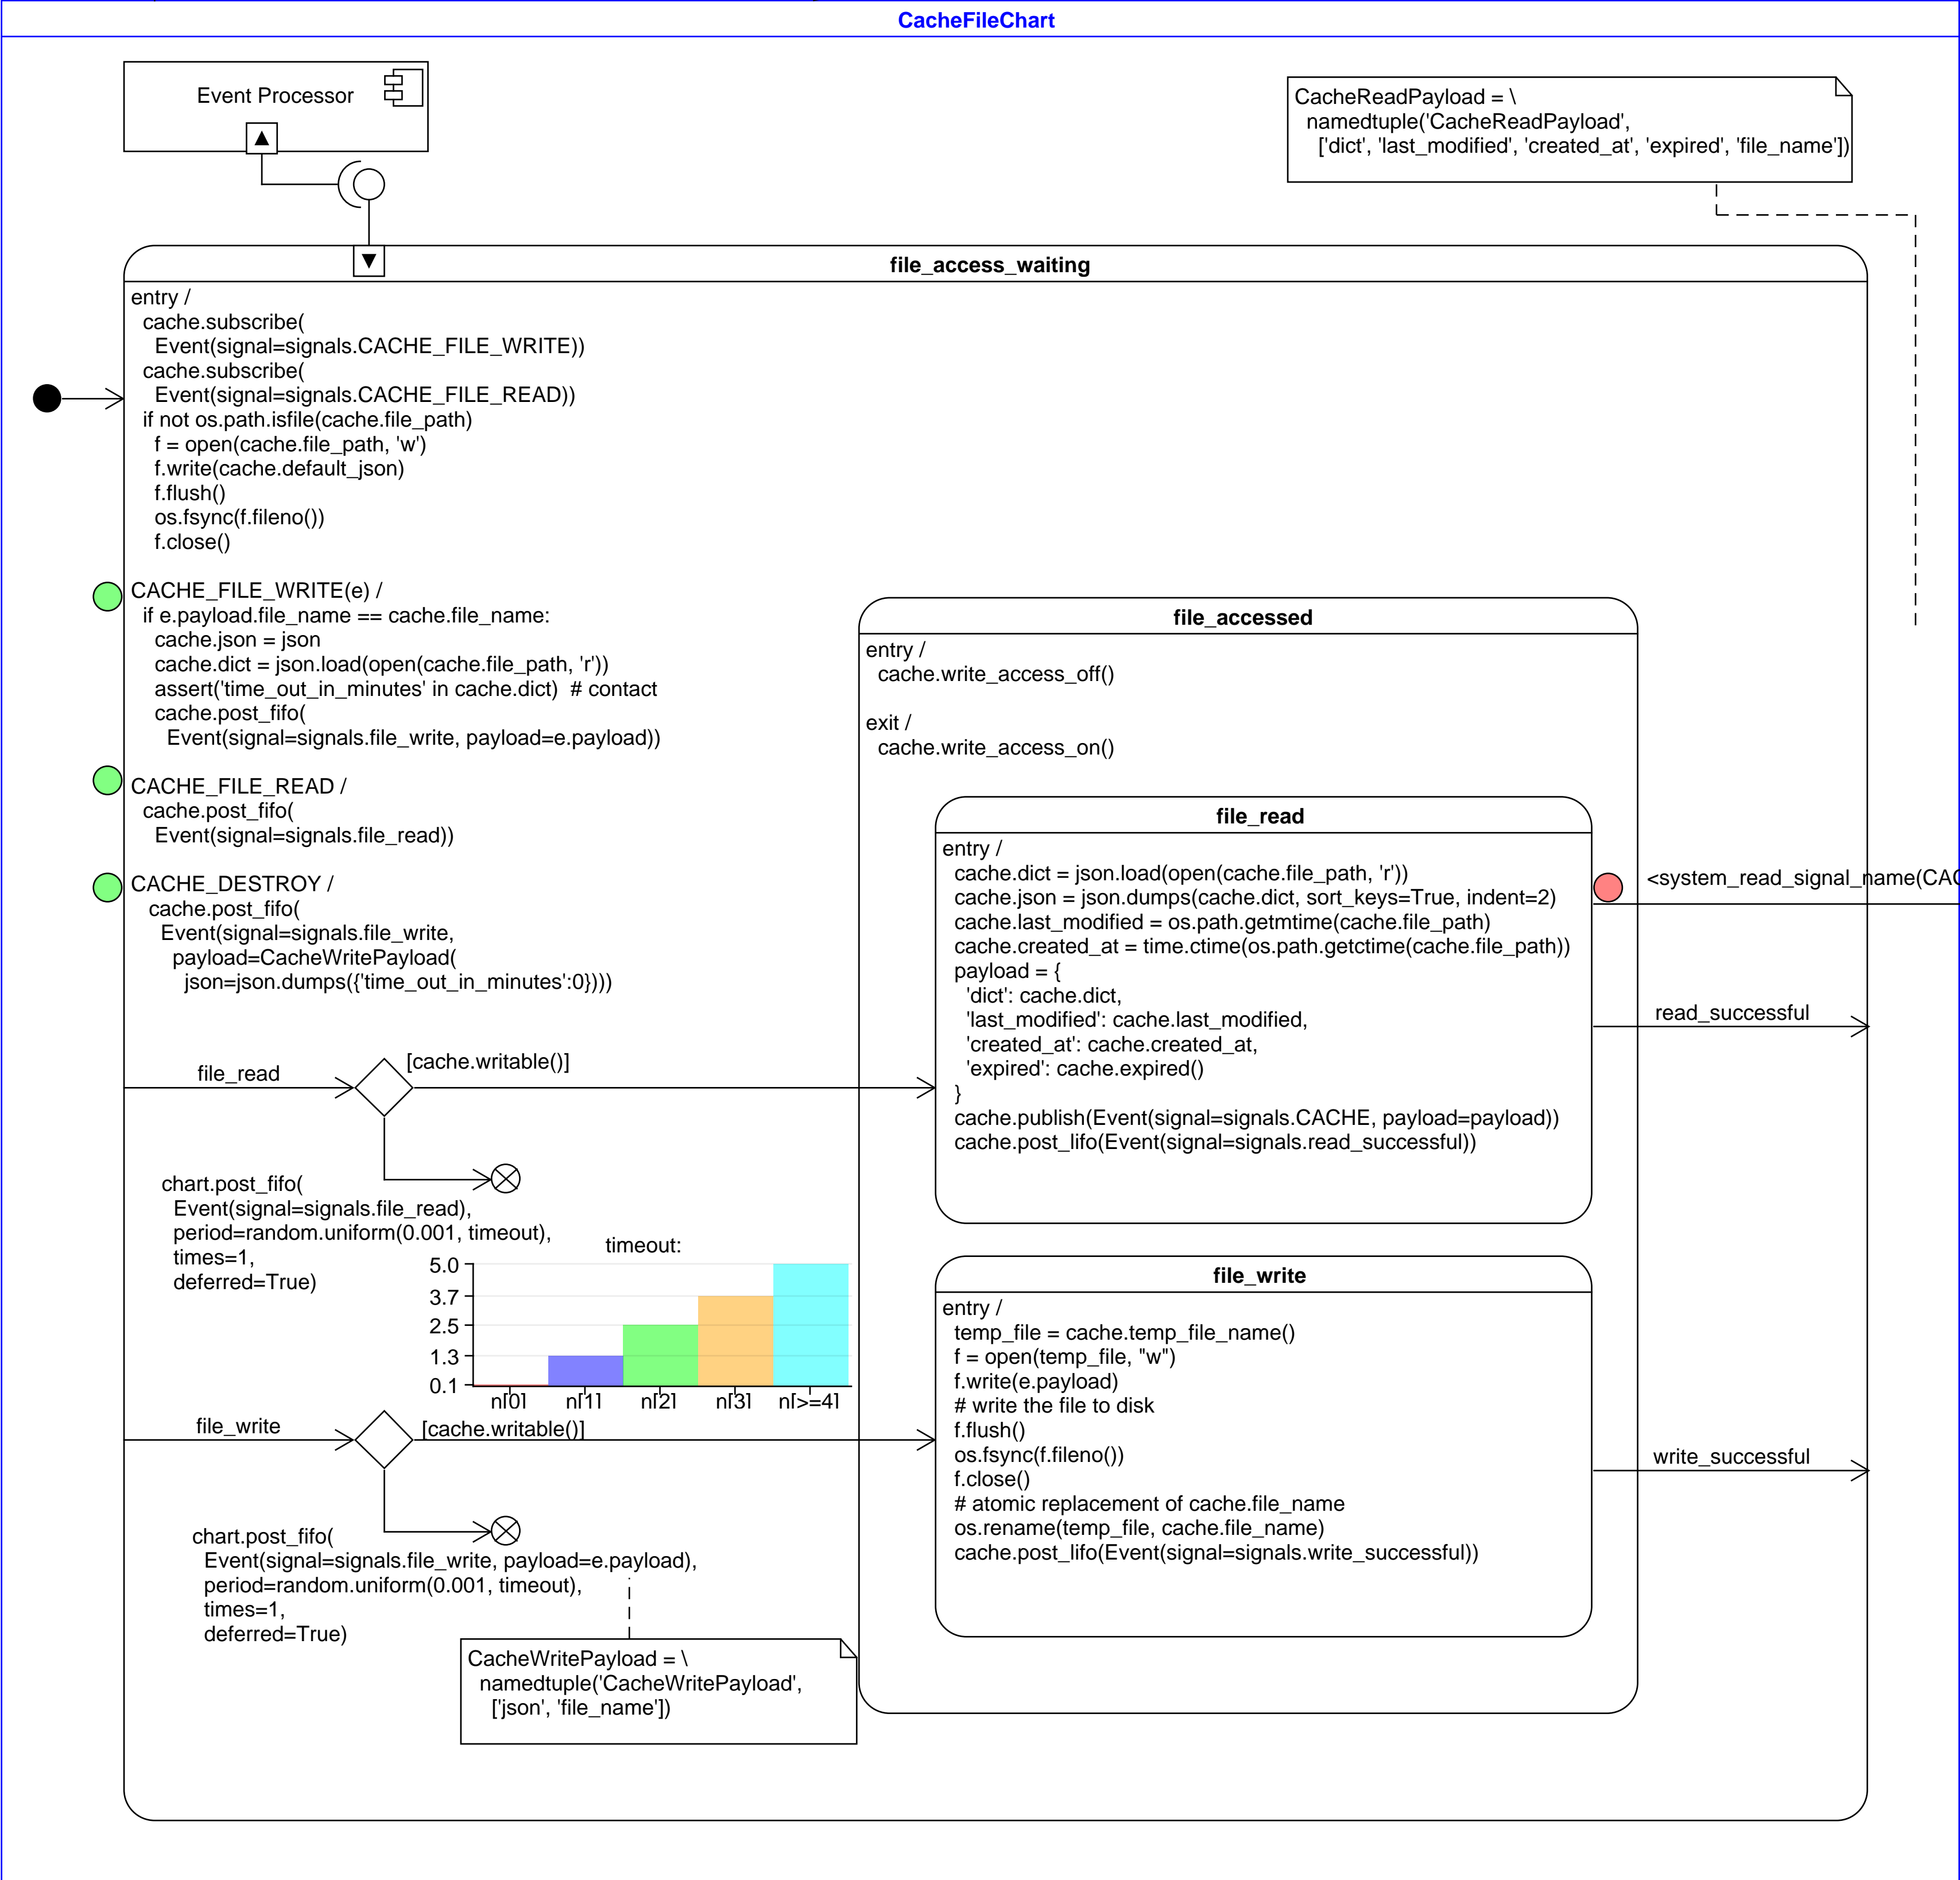 CacheFileChart
Event Processor
CacheReadPayload = \
namedtuple('CacheReadPayload',
['dict', 'last_modified', 'created_at', 'expired', 'file_name'])
file_access_waiting
entry /
cache.subscribe(
Event(signal=signals.CACHE_FILE_WRITE))
cache.subscribe(
Event(signal=signals.CACHE_FILE_READ))
if not os.path.isfile(cache.file_path)
f = open(cache.file_path, 'w')
f.write(cache.default_json)
f.flush()
os.fsync(f.fileno())
f.close()
CACHE_FILE_WRITE(e) /
if e.payload.file_name == cache.file_name:
cache.json = json
cache.dict = json.load(open(cache.file_path, 'r'))
assert('time_out_in_minutes' in cache.dict)  # contact
cache.post_fifo(
Event(signal=signals.file_write, payload=e.payload))
CACHE_FILE_READ /
cache.post_fifo(
Event(signal=signals.file_read))
CACHE_DESTROY /
cache.post_fifo(
Event(signal=signals.file_write,
payload=CacheWritePayload(
json=json.dumps({'time_out_in_minutes':0})))
file_accessed
entry /
cache.write_access_off()
exit /
cache.write_access_on()
file_read
entry /
cache.dict = json.load(open(cache.file_path, 'r'))
cache.json = json.dumps(cache.dict, sort_keys=True, indent=2)
cache.last_modified = os.path.getmtime(cache.file_path)
cache.created_at = time.ctime(os.path.getctime(cache.file_path))
payload = {
'dict': cache.dict,
'last_modified': cache.last_modified,
'created_at': cache.created_at,
'expired': cache.expired()
}
cache.publish(Event(signal=signals.CACHE, payload=payload))
cache.post_lifo(Event(signal=signals.read_successful))
<system_read_signal_name(CAC
read_successful
file_read
[cache.writable()]
chart.post_fifo(
Event(signal=signals.file_read),
period=random.uniform(0.001, timeout),
times=1,
deferred=True)
timeout:
5.0
3.7
2.5
1.3
0.1
n[0]
n[1]
n[2]
n[3]
n[>=4]
file_write
[cache.writable()]
chart.post_fifo(
Event(signal=signals.file_write, payload=e.payload),
period=random.uniform(0.001, timeout),
times=1,
deferred=True)
CacheWritePayload = \
namedtuple('CacheWritePayload',
['json', 'file_name'])
file_write
entry /
temp_file = cache.temp_file_name()
f = open(temp_file, "w")
f.write(e.payload)
# write the file to disk
f.flush()
os.fsync(f.fileno())
f.close()
# atomic replacement of cache.file_name
os.rename(temp_file, cache.file_name)
cache.post_lifo(Event(signal=signals.write_successful))
write_successful